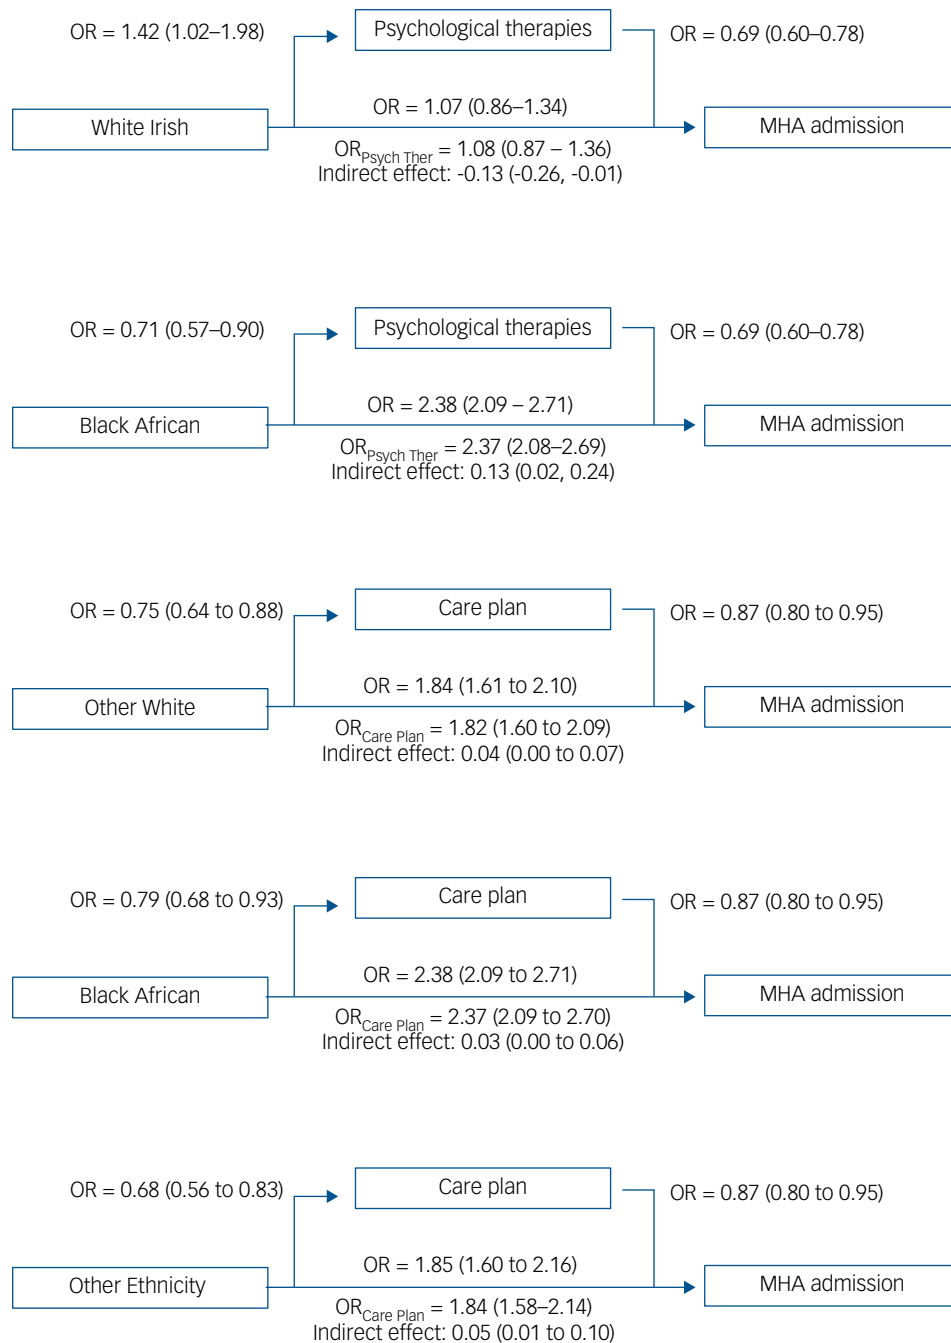 OR = 1.42 (1.02–1.98)
Psychological therapies
OR = 0.69 (0.60–0.78)
White Irish
OR = 1.07 (0.86–1.34)
MHA admission
ORPsych Ther = 1.08 (0.87 – 1.36)
Indirect effect: -0.13 (-0.26, -0.01)
OR = 0.71 (0.57–0.90)
Psychological therapies
OR = 0.69 (0.60–0.78)
Black African
OR = 2.38 (2.09 – 2.71)
MHA admission
ORPsych Ther = 2.37 (2.08–2.69)
Indirect effect: 0.13 (0.02, 0.24)
OR = 0.75 (0.64 to 0.88)
Care plan
OR = 0.87 (0.80 to 0.95)
Other White
OR = 1.84 (1.61 to 2.10)
MHA admission
ORCare Plan = 1.82 (1.60 to 2.09)
Indirect effect: 0.04 (0.00 to 0.07)
OR = 0.79 (0.68 to 0.93)
Care plan
OR = 0.87 (0.80 to 0.95)
Black African
OR = 2.38 (2.09 to 2.71)
MHA admission
ORCare Plan = 2.37 (2.09 to 2.70)
Indirect effect: 0.03 (0.00 to 0.06)
OR = 0.68 (0.56 to 0.83)
Care plan
OR = 0.87 (0.80 to 0.95)
Other Ethnicity
OR = 1.85 (1.60 to 2.16)
MHA admission
ORCare Plan = 1.84 (1.58–2.14)
Indirect effect: 0.05 (0.01 to 0.10)